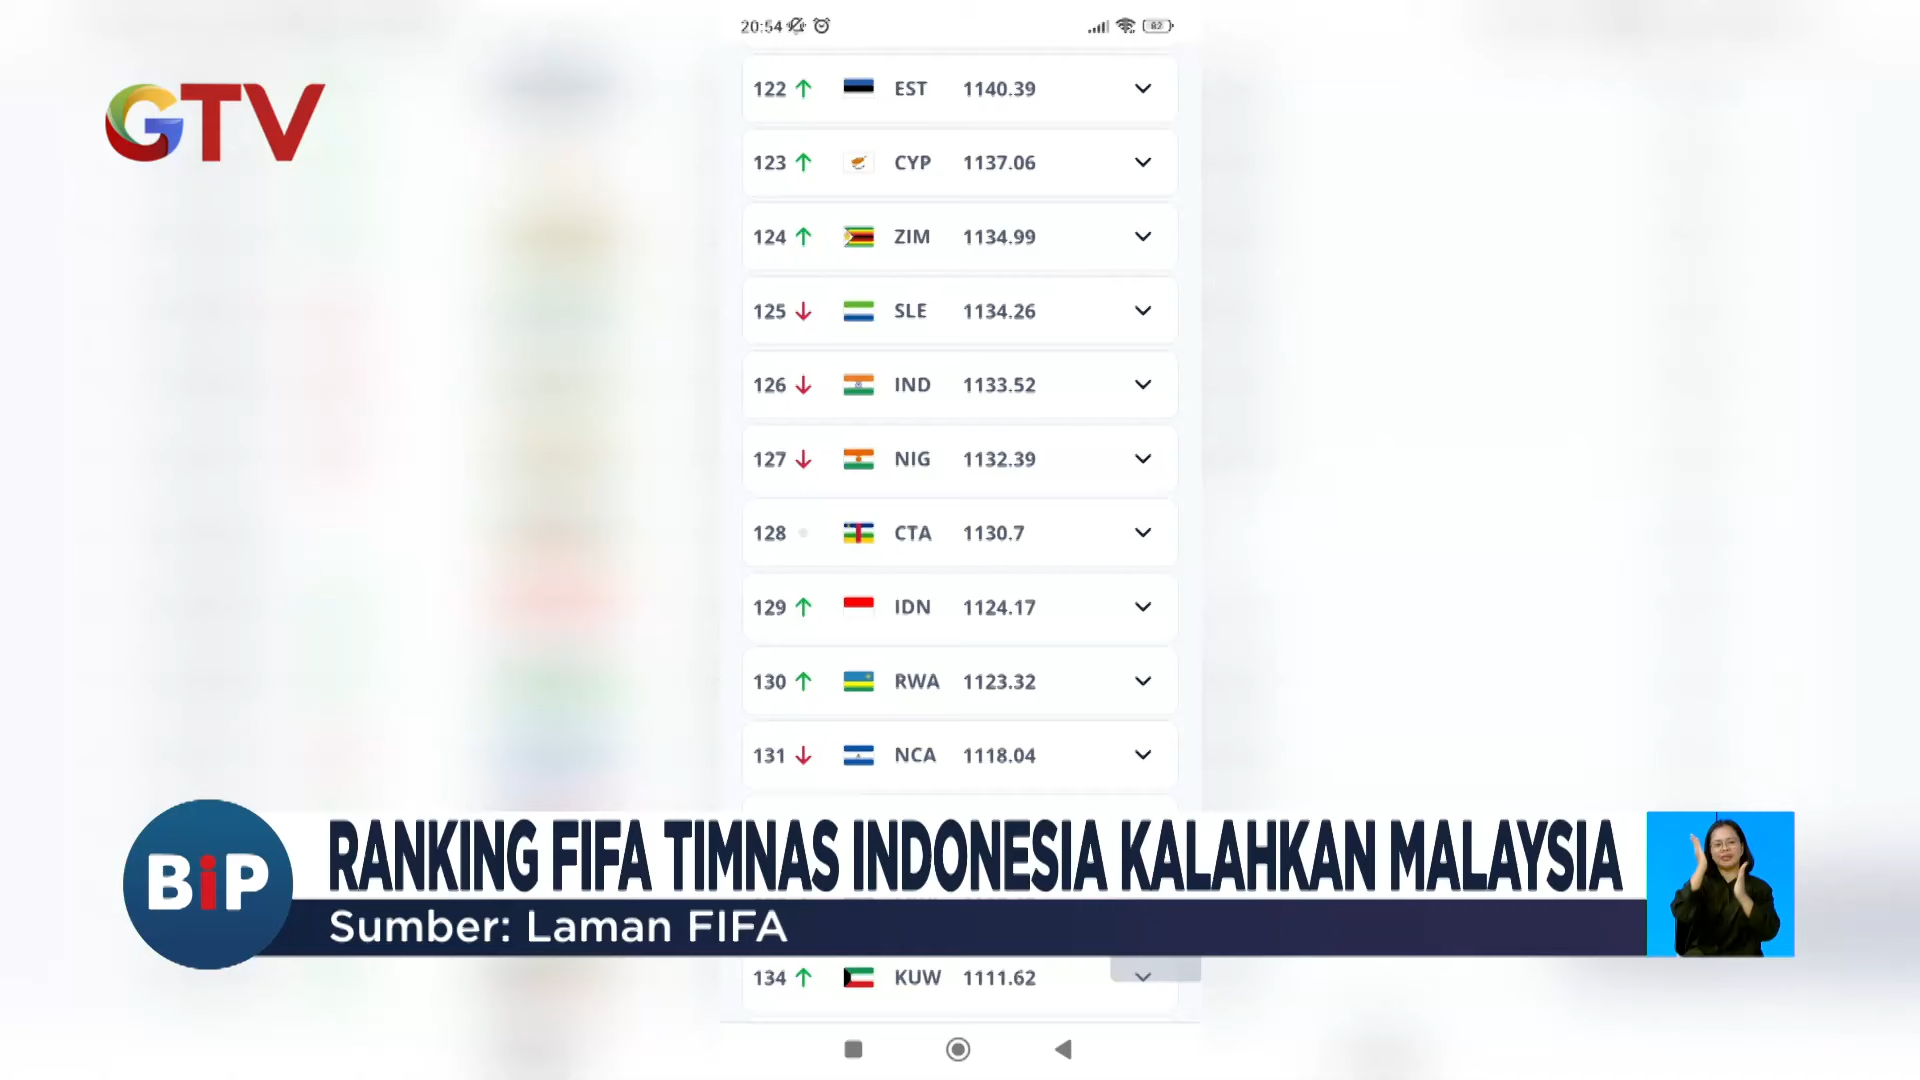 20:54
82
GTV
122 EST 1140.39
123 CYP 1137.06
124 ZIM 1134.99
125 SLE 1134.26
126 IND 1133.52
127 NIG 1132.39
128 CTA 1130.7
129 IDN 1124.17
130 RWA 1123.32
131 NCA 1118.04
BiP
RANKING FIFA TIMNAS INDONESIA KALAHKAN MALAYSIA
Sumber: Laman FIFA
134 KUW 1111.62